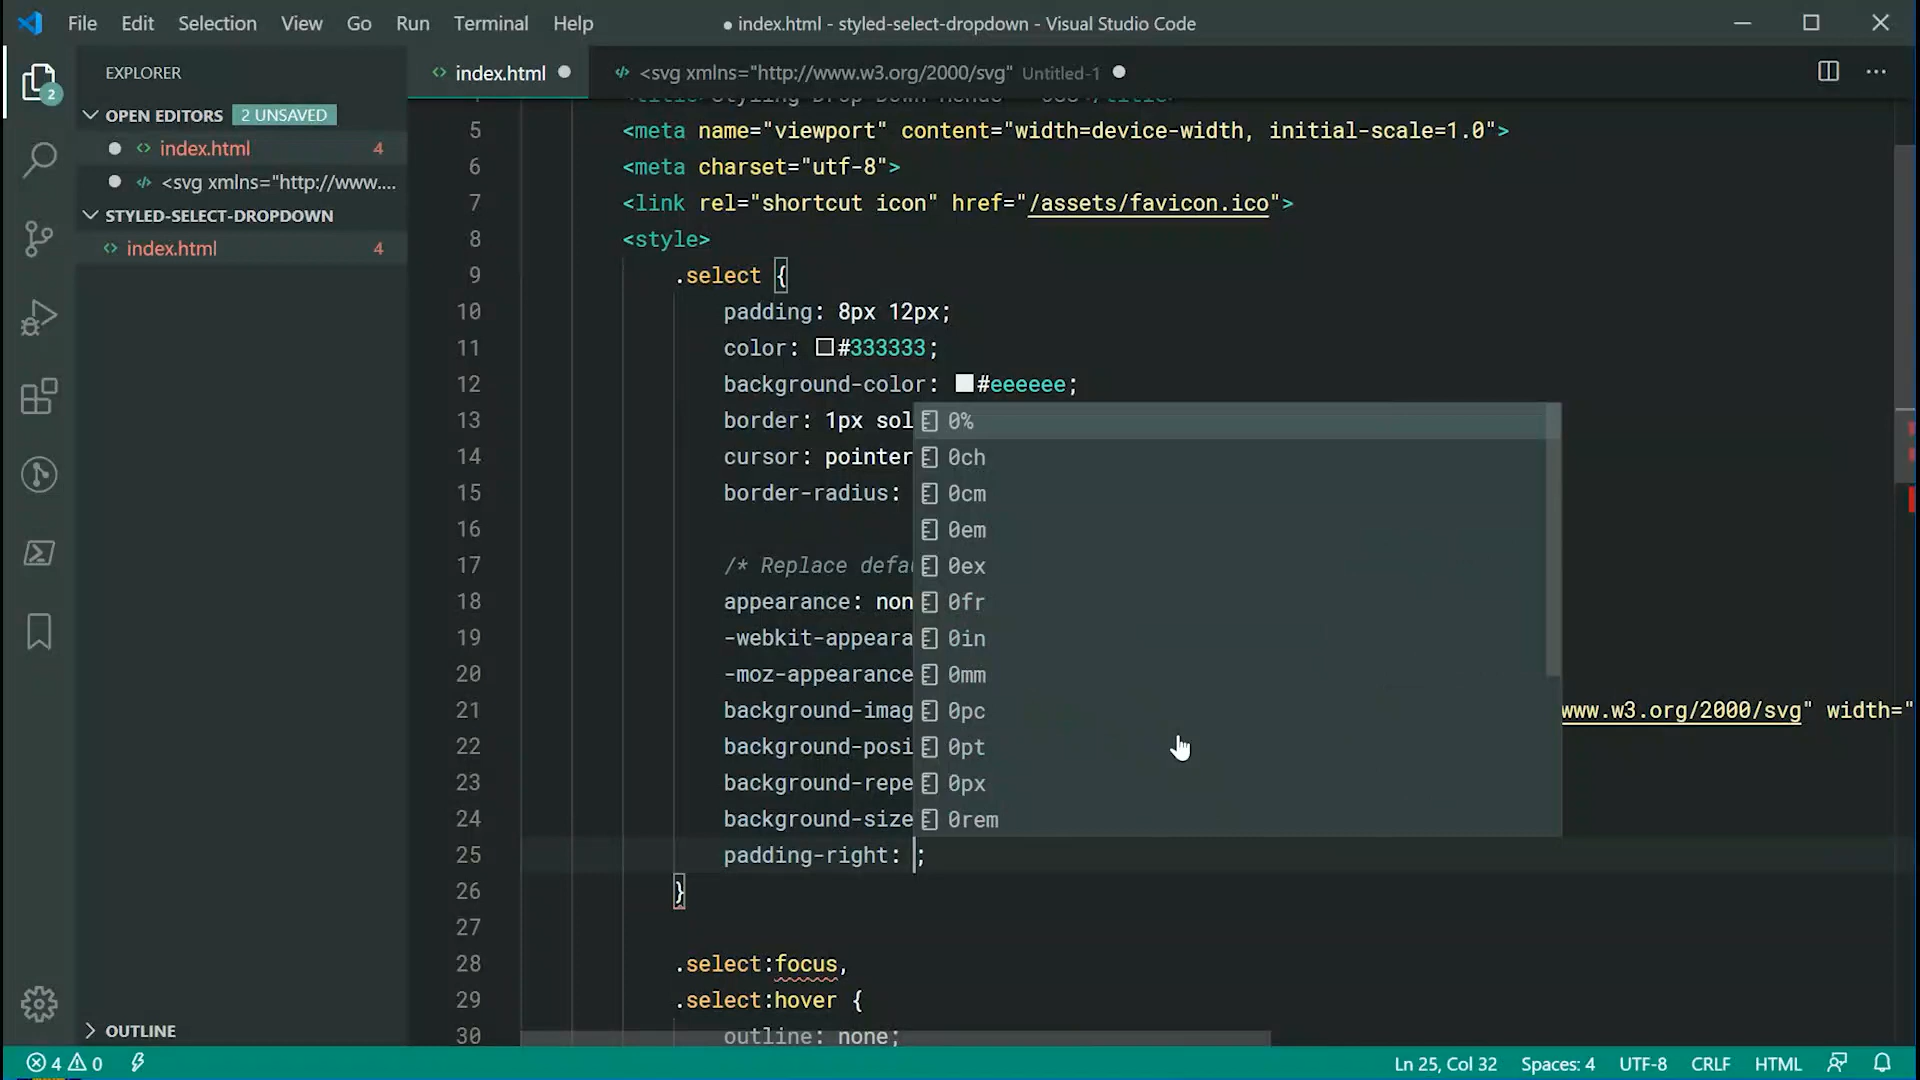 File Edit Selection View Go Run Terminal Help
● index.html - styled-select-dropdown - Visual Studio Code
EXPLORER
OPEN EDITORS 2 UNSAVED
index.html 4
<svg xmlns="http://www....
STYLED-SELECT-DROPDOWN
index.html 4
OUTLINE
2
index.html
<svg xmlns="http://www.w3.org/2000/svg" Untitled-1
5 <meta name="viewport" content="width=device-width, initial-scale=1.0">
6 <meta charset="utf-8">
7 <link rel="shortcut icon" href="/assets/favicon.ico">
8 <style>
9 .select {
10 padding: 8px 12px;
11 color: #333333;
12 background-color: #eeeeee;
13 border: 1px sol
14 cursor: pointer
15 border-radius:
16
17 /* Replace defau
18 appearance: non
19 -webkit-appeara
20 -moz-appearance
21 background-imag www.w3.org/2000/svg" width="
22 background-posi
23 background-repe
24 background-size
25 padding-right: ;
26 }
27
28 .select:focus,
29 .select:hover {
30 outline: none;
0%
0ch
0cm
0em
0ex
0fr
0in
0mm
0pc
0pt
0px
0rem
4 0
Ln 25, Col 32 Spaces: 4 UTF-8 CRLF HTML